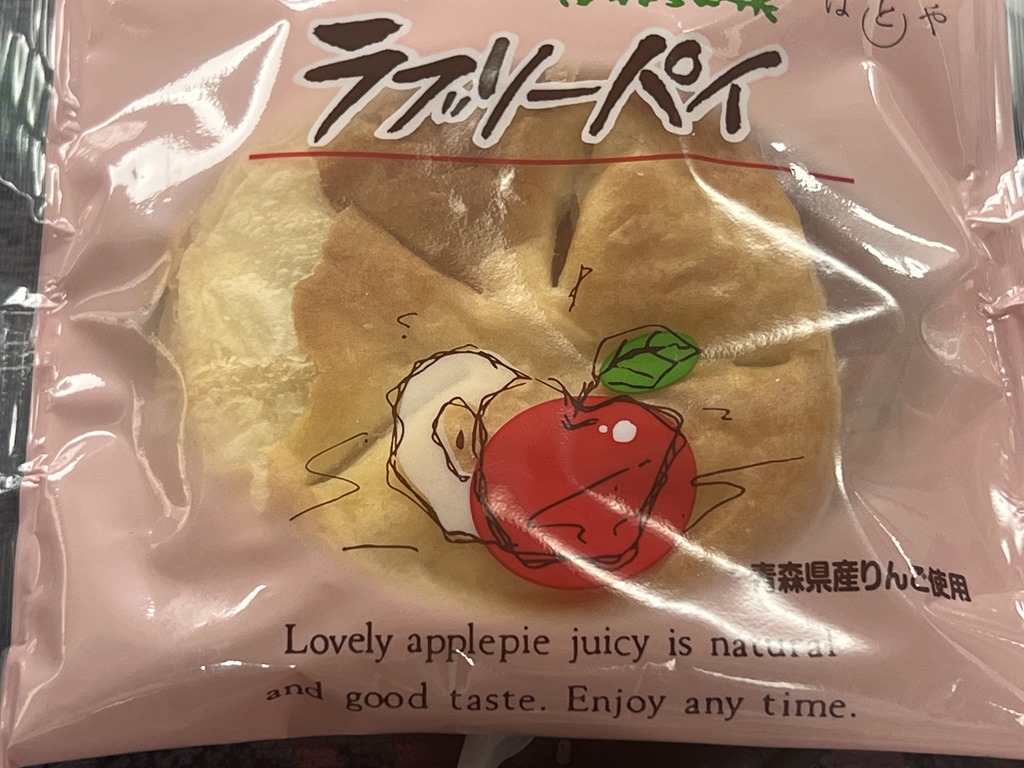 はとや
ラブリーパイ
青森県産りんご使用
Lovely applepie juicy is natural
and good taste. Enjoy any time.